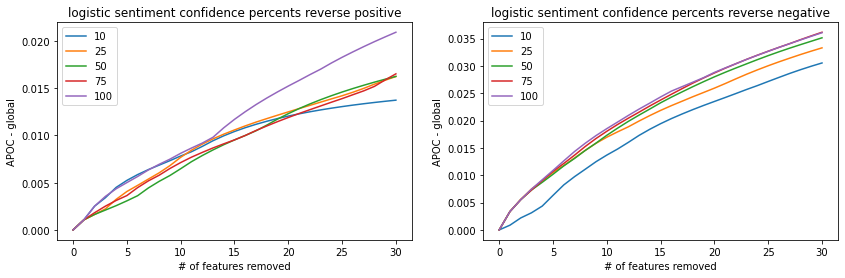 logistic sentiment confidence percents reverse positive
APOC - global
0.020
0.015
0.010
0.005
0.000
10
25
50
75
100
0 5 10 15 20 25 30
# of features removed
logistic sentiment confidence percents reverse negative
APOC - global
0.035
0.030
0.025
0.020
0.015
0.010
0.005
0.000
10
25
50
75
100
0 5 10 15 20 25 30
# of features removed